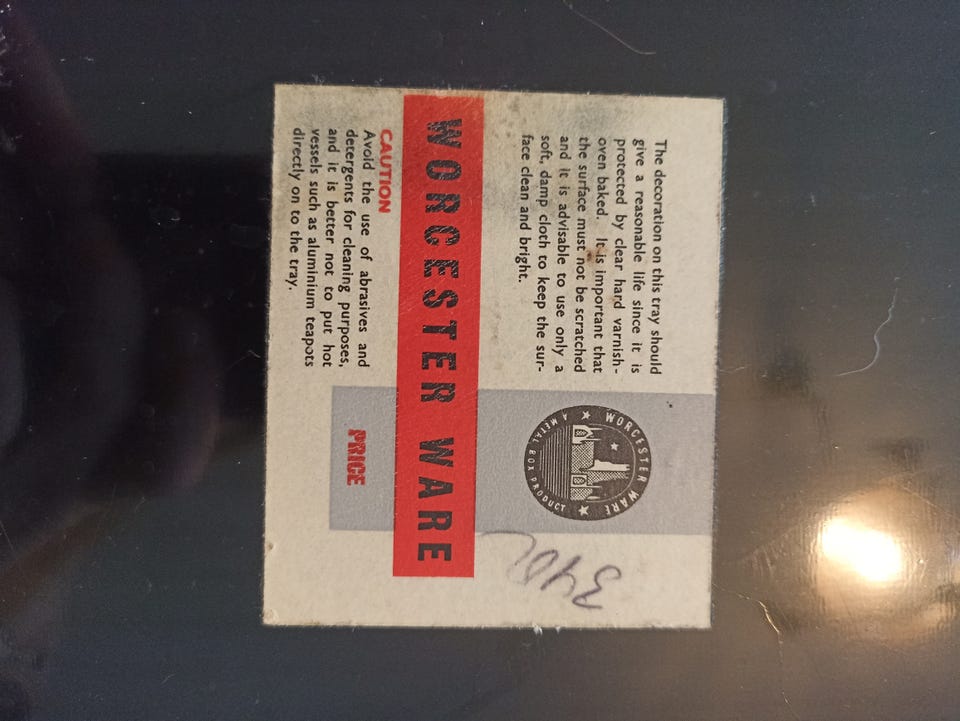 The decoration on this tray should
give a reasonable life since it is
protected by clear hard varnish-
oven baked. It is important that
the surface must not be scratched
and it is advisable to use only a
soft, damp cloth to keep the sur-
face clean and bright.
WORCESTER WARE
A METAL BOX PRODUCT
WORCESTER WARE
CAUTION
Avoid the use of abrasives and
detergents for cleaning purposes,
and it is better not to put hot
vessels such as aluminium teapots
directly on to the tray.
PRICE